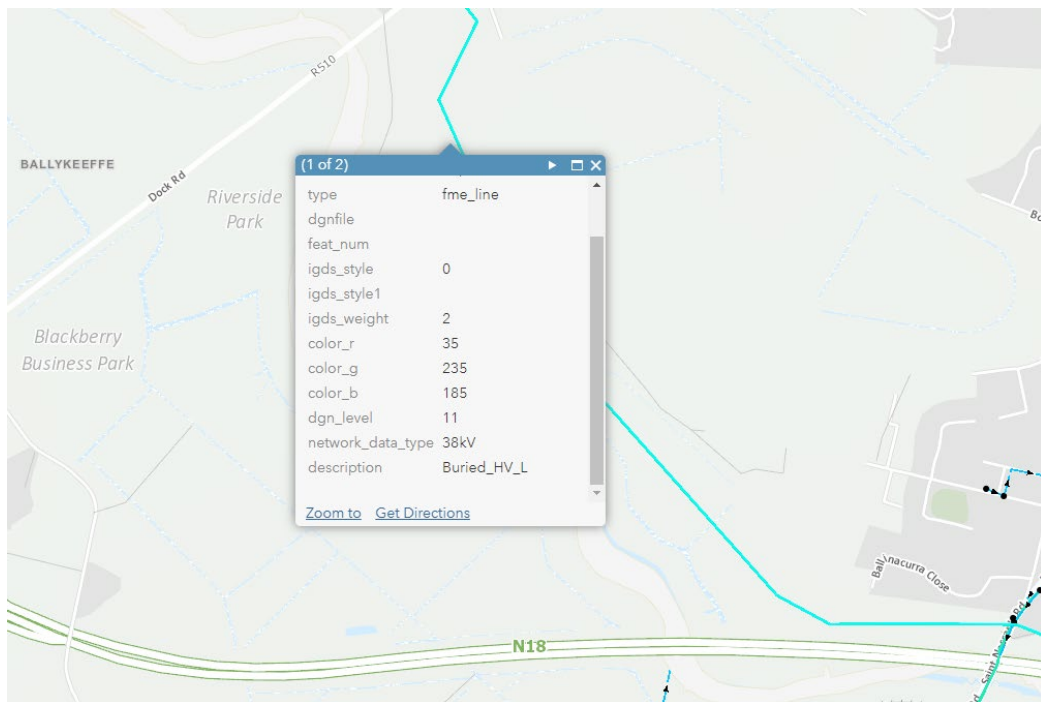 R510
BALLYKEEFFE
Dock Rd
Riverside
Park
Blackberry
Business Park
(1 of 2)
type fme_line
dgnfile
feat_num
igds_style 0
igds_style1
igds_weight 2
color_r 35
color_g 235
color_b 185
dgn_level 11
network_data_type 38kV
description Buried_HV_L
Zoom to Get Directions
N18